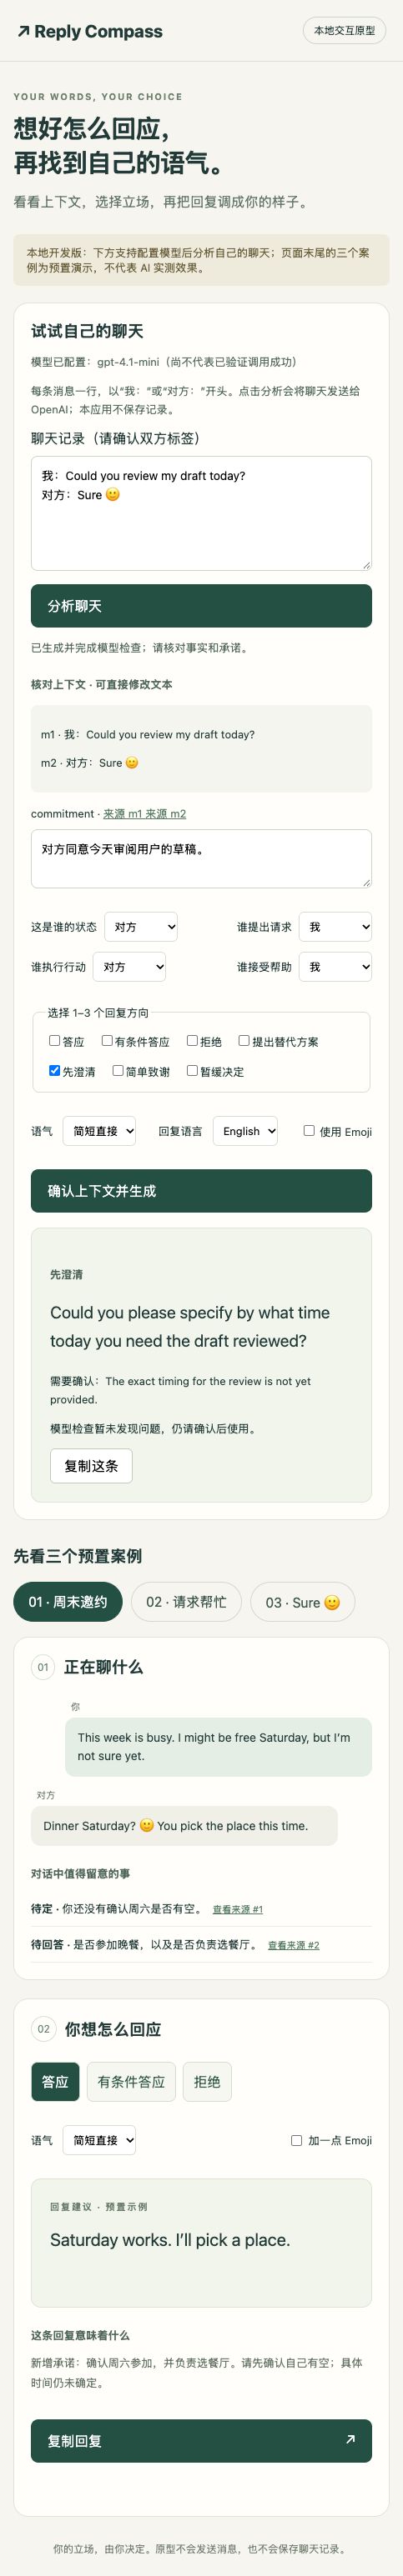 ↗ Reply Compass
本地交互原型
YOUR WORDS, YOUR CHOICE
想好怎么回应，
再找到自己的语气。
看看上下文，选择立场，再把回复调成你的样子。
本地开发版：下方支持配置模型后分析自己的聊天；页面末尾的三个案
例为预置演示，不代表 AI 实测效果。
试试自己的聊天
模型已配置：gpt-4.1-mini（尚不代表已验证调用成功）
每条消息一行，以“我：”或“对方：”开头。点击分析会将聊天发送给
OpenAI；本应用不保存记录。
聊天记录（请确认双方标签）
我：Could you review my draft today?
对方：Sure 🙂
分析聊天
已生成并完成模型检查；请核对事实和承诺。
核对上下文 · 可直接修改文本
m1 · 我：Could you review my draft today?
m2 · 对方：Sure 🙂
commitment · 来源 m1 来源 m2
对方同意今天审阅用户的草稿。
这是谁的状态 对方 谁提出请求 我
谁执行行动 对方 谁接受帮助 我
选择 1–3 个回复方向
答应 有条件答应 拒绝 提出替代方案
先澄清 简单致谢 暂缓决定
语气 简短直接 回复语言 English 使用 Emoji
确认上下文并生成
先澄清
Could you please specify by what time
today you need the draft reviewed?
需要确认：The exact timing for the review is not yet
provided.
模型检查暂未发现问题，仍请确认后使用。
复制这条
先看三个预置案例
01 · 周末邀约 02 · 请求帮忙 03 · Sure 🙂
01 正在聊什么
你
This week is busy. I might be free Saturday, but I’m
not sure yet.
对方
Dinner Saturday? 🙂 You pick the place this time.
对话中值得留意的事
待定 · 你还没有确认周六是否有空。 查看来源 #1
待回答 · 是否参加晚餐，以及是否负责选餐厅。 查看来源 #2
02 你想怎么回应
答应 有条件答应 拒绝
语气 简短直接 加一点 Emoji
回复建议 · 预置示例
Saturday works. I’ll pick a place.
这条回复意味着什么
新增承诺：确认周六参加，并负责选餐厅。请先确认自己有空；具体
时间仍未确定。
复制回复 ↗
你的立场，由你决定。原型不会发送消息，也不会保存聊天记录。